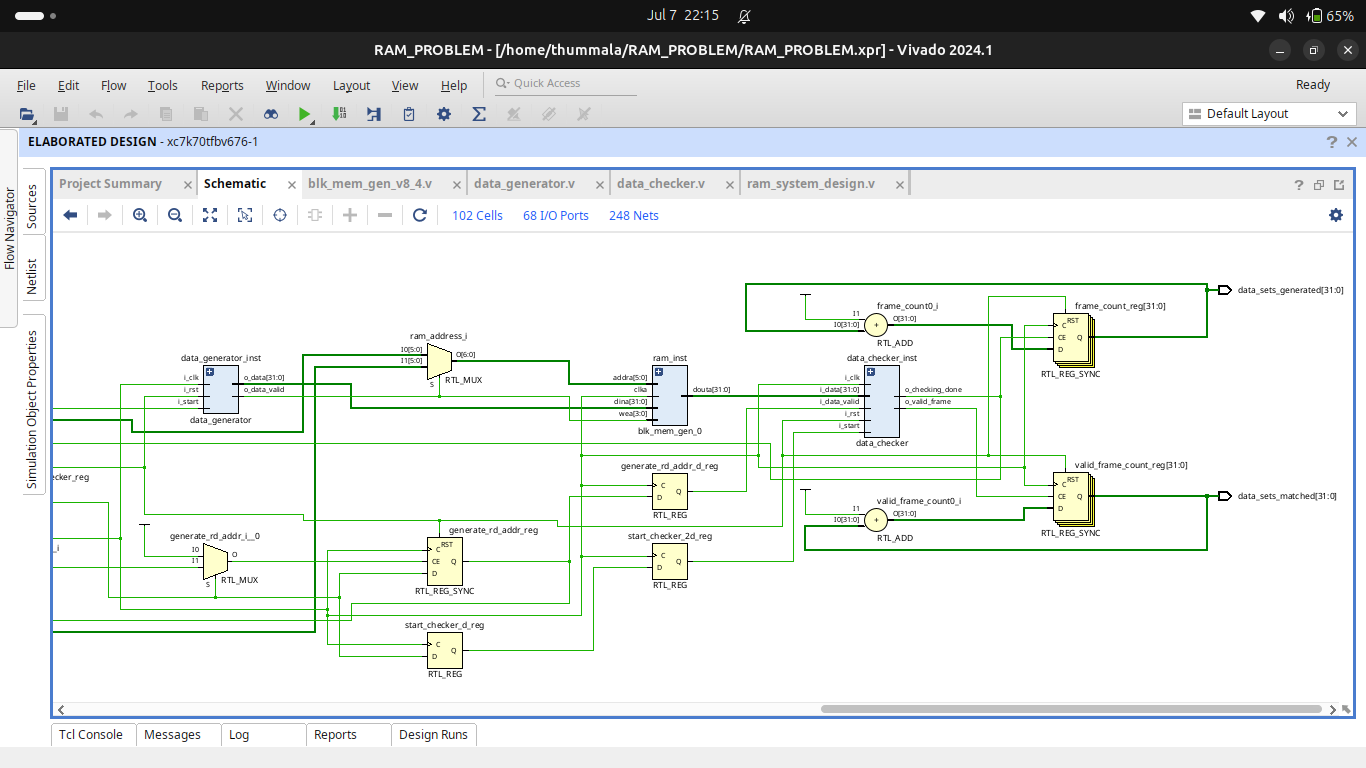 Jul 7 22:15
65%
RAM_PROBLEM - [/home/thummala/RAM_PROBLEM/RAM_PROBLEM.xpr] - Vivado 2024.1
File Edit Flow Tools Reports Window Layout View Help
Quick Access
Ready
Default Layout
ELABORATED DESIGN - xc7k70tfbv676-1
Flow Navigator
Sources
Netlist
Simulation Object Properties
Project Summary
Schematic
blk_mem_gen_v8_4.v
data_generator.v
data_checker.v
ram_system_design.v
102 Cells 68 I/O Ports 248 Nets
data_generator_inst
i_clk
i_rst
i_start
o_data[31:0]
o_data_valid
data_generator
ram_address_i
I0[5:0]
I1[5:0]
S
O[6:0]
RTL_MUX
ram_inst
addra[5:0]
clka
dina[31:0]
wea[3:0]
douta[31:0]
blk_mem_gen_0
frame_count0_i
I1
I0[31:0]
+
O[31:0]
RTL_ADD
data_checker_inst
i_clk
i_data[31:0]
i_data_valid
i_rst
i_start
o_checking_done
o_valid_frame
data_checker
frame_count_reg[31:0]
RST
C
CE
D
Q
RTL_REG_SYNC
data_sets_generated[31:0]
ecker_reg
_i
generate_rd_addr_i__0
I0
I1
S
O
RTL_MUX
generate_rd_addr_reg
RST
C
CE
D
Q
RTL_REG_SYNC
start_checker_d_reg
C
D
Q
RTL_REG
generate_rd_addr_d_reg
C
D
Q
RTL_REG
start_checker_2d_reg
C
D
Q
RTL_REG
valid_frame_count0_i
I1
I0[31:0]
+
O[31:0]
RTL_ADD
valid_frame_count_reg[31:0]
RST
C
CE
D
Q
RTL_REG_SYNC
data_sets_matched[31:0]
Tcl Console Messages Log Reports Design Runs